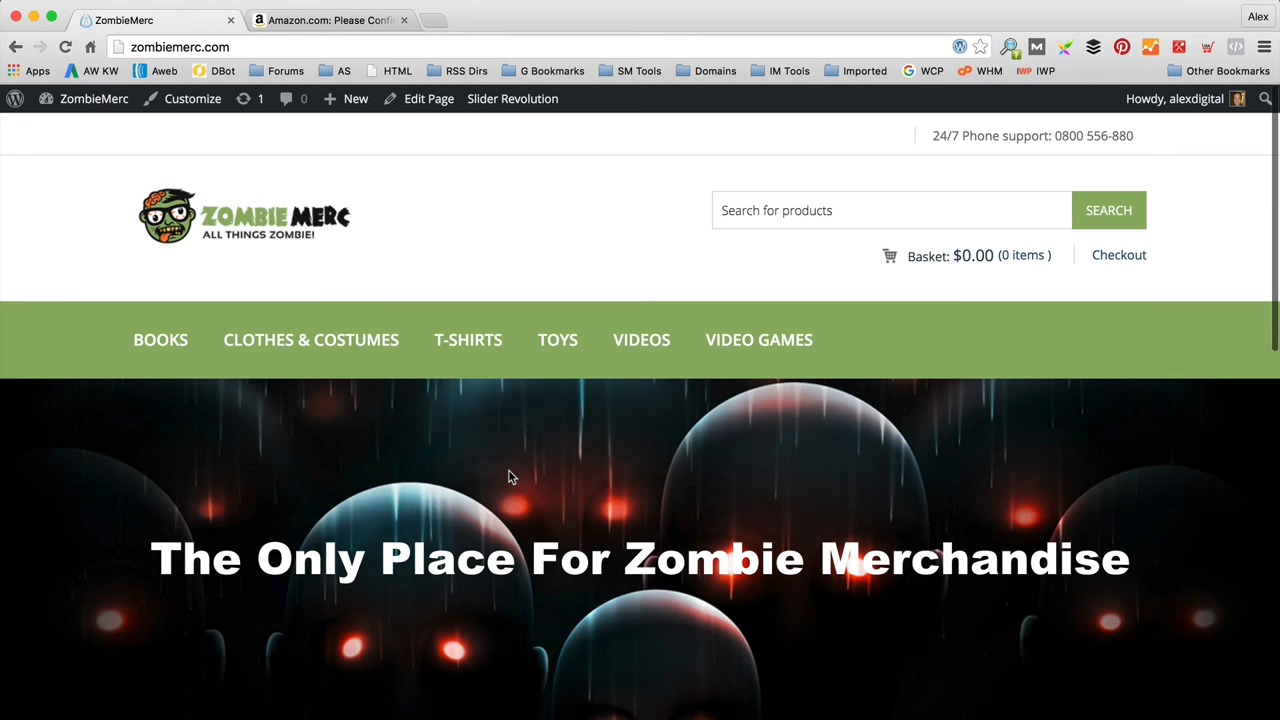 ZombieMerc
Amazon.com: Please Confi
Alex
zombiemerc.com
Apps
AW KW
Aweb
DBot
Forums
AS
HTML
RSS Dirs
G Bookmarks
SM Tools
Domains
IM Tools
Imported
WCP
WHM
IWP IWP
Other Bookmarks
ZombieMerc
Customize
1
0
New
Edit Page
Slider Revolution
Howdy, alexdigital
24/7 Phone support: 0800 556-880
ZOMBIE MERC
ALL THINGS ZOMBIE!
Search for products
SEARCH
Basket: $0.00 (0 items )
Checkout
BOOKS
CLOTHES & COSTUMES
T-SHIRTS
TOYS
VIDEOS
VIDEO GAMES
The Only Place For Zombie Merchandise